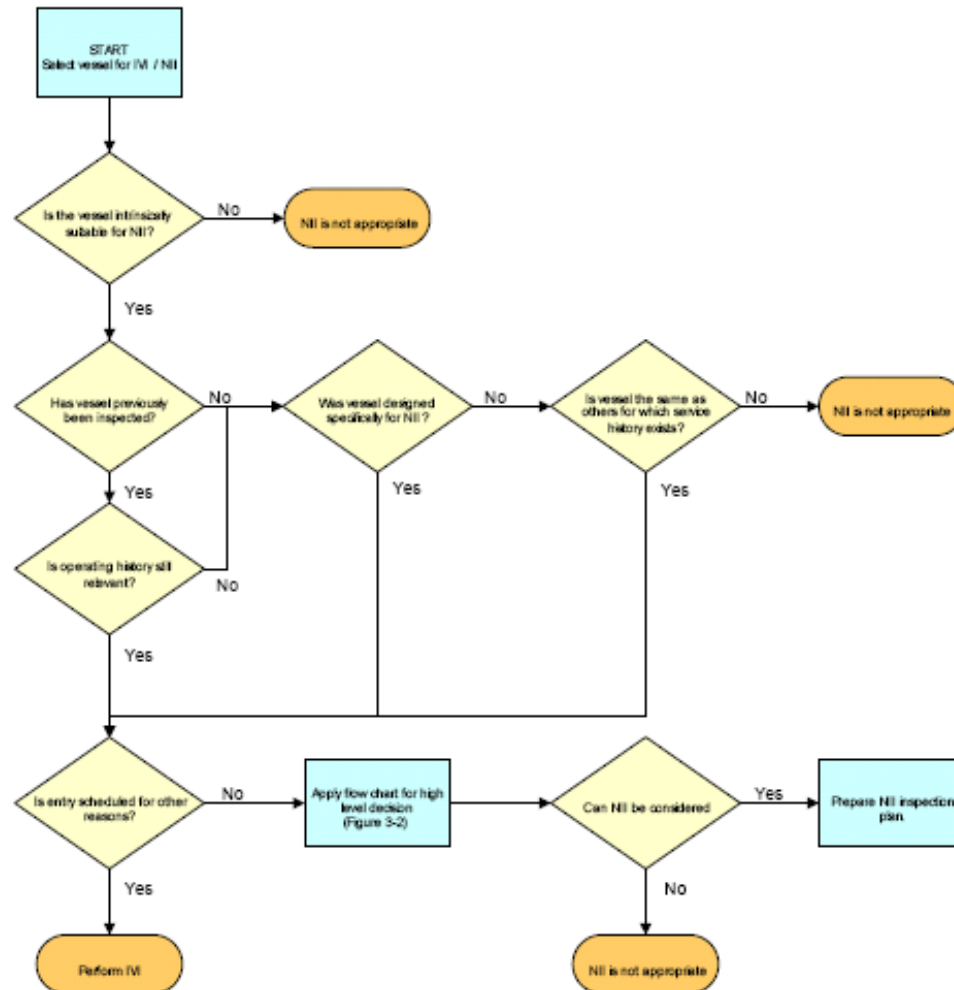 START
Select vessel for IVI / NII
Is the vessel intrinsically
suitable for NII?
No
NII is not appropriate
Yes
Has vessel previously
been inspected?
No
Was vessel designed
specifically for NII ?
No
Is vessel the same as
others for which service
history exists?
No
NII is not appropriate
Yes
Yes
Yes
Is operating history still
relevant?
No
Yes
Is entry scheduled for other
reasons?
No
Apply flow chart for high
level decision
(Figure 3-2)
Can NII be considered
Yes
Prepare NII inspection
plan.
Yes
No
Perform IVI
NII is not appropriate